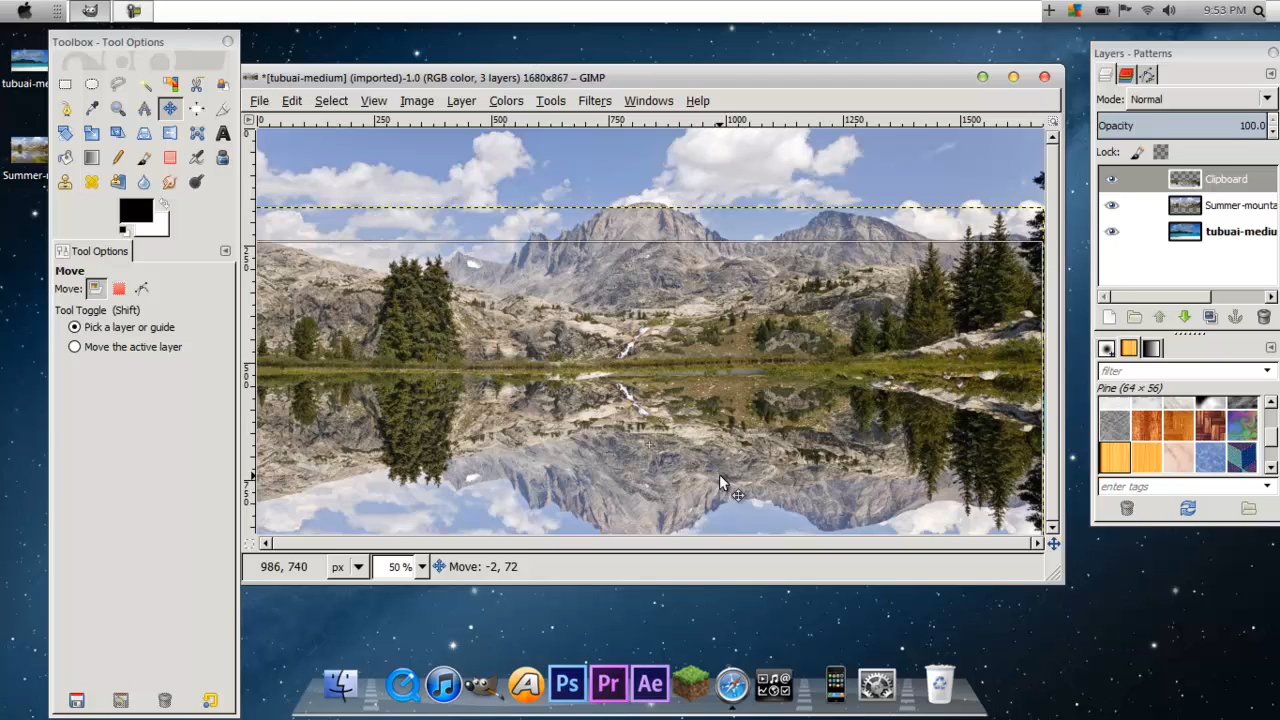 9:53 PM
Toolbox - Tool Options
tubuai-me
Summer-m
Tool Options
Move
Move:
Tool Toggle (Shift)
Pick a layer or guide
Move the active layer
*[tubuai-medium] (imported)-1.0 (RGB color, 3 layers) 1680x867 – GIMP
File Edit Select View Image Layer Colors Tools Filters Windows Help
0 250 500 750 1000 1250 1500
0
250
500
750
986, 740 px 50 % Move: -2, 72
Layers - Patterns
Mode: Normal
Opacity 100.0
Lock:
Clipboard
Summer-mounta
tubuai-mediu
filter
Pine (64 × 56)
enter tags
Ps Pr Ae